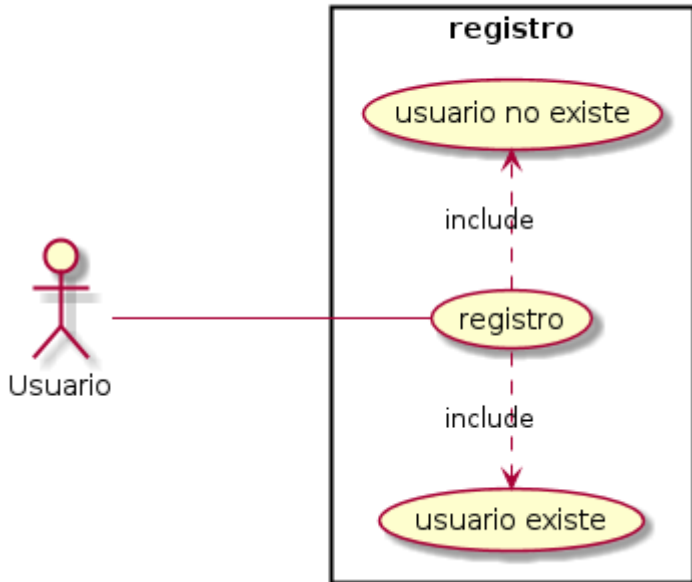 registro
usuario no existe
include
registro
Usuario
include
usuario existe